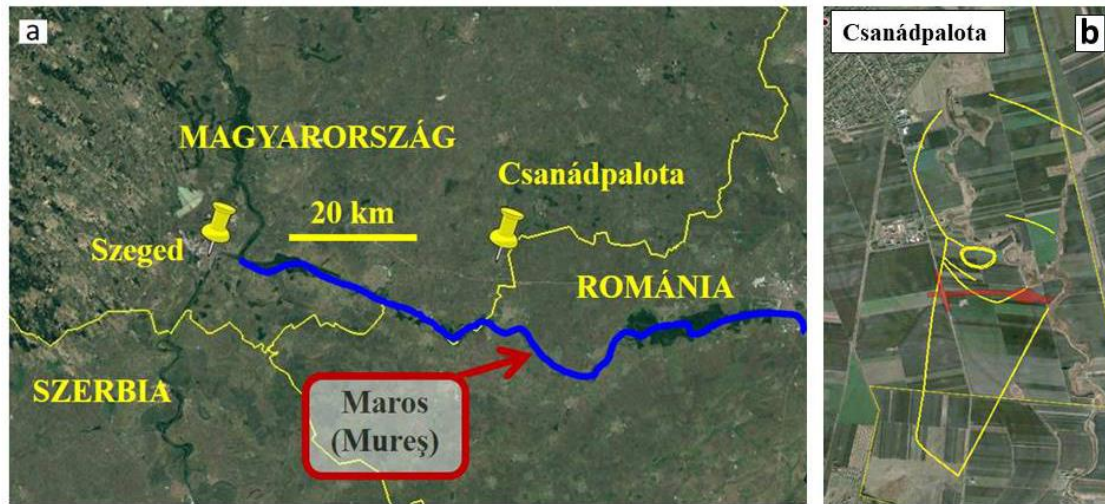 a
MAGYARORSZÁG
Csanádpalota
20 km
Szeged
ROMÁNIA
SZERBIA
Maros
(Mureş)
Csanádpalota
b